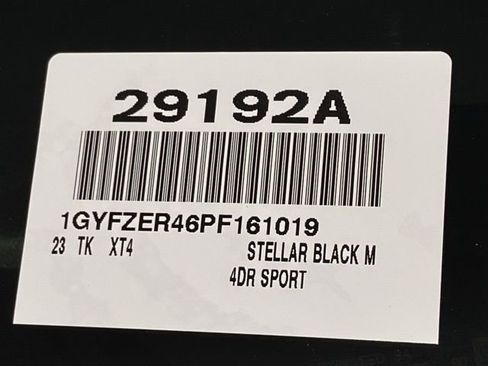 29192A
1GYFZER46PF161019
23 TK XT4 STELLAR BLACK M
4DR SPORT